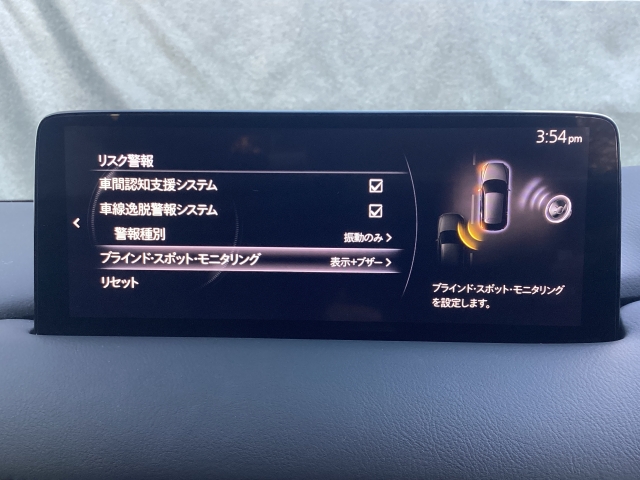 3:54 pm
リスク警報
車間認知支援システム
車線逸脱警報システム
警報種別 振動のみ
ブラインド・スポット・モニタリング 表示+ブザー
リセット
ブラインド・スポット・モニタリング
を設定します。